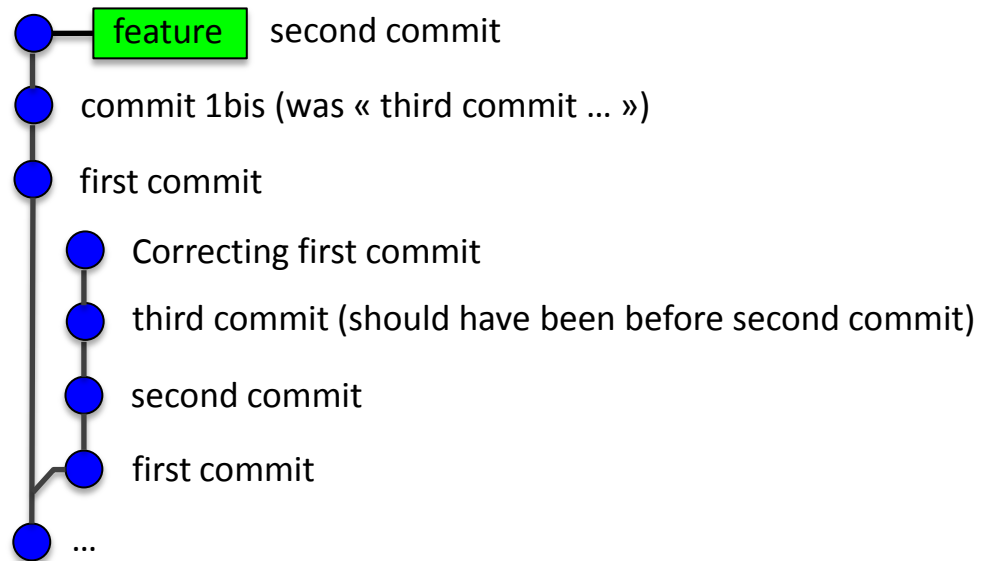 feature second commit
commit 1bis (was « third commit … »)
first commit
Correcting first commit
third commit (should have been before second commit)
second commit
first commit
…